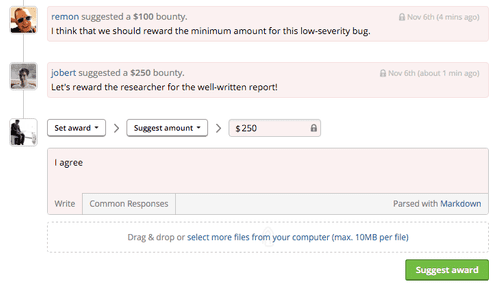 remon suggested a $100 bounty. Nov 6th (4 mins ago)
I think that we should reward the minimum amount for this low-severity bug.
jobert suggested a $250 bounty. Nov 6th (about 1 min ago)
Let's reward the researcher for the well-written report!
Set award Suggest amount $250
I agree
Write Common Responses Parsed with Markdown
Drag & drop or select more files from your computer (max. 10MB per file)
Suggest award